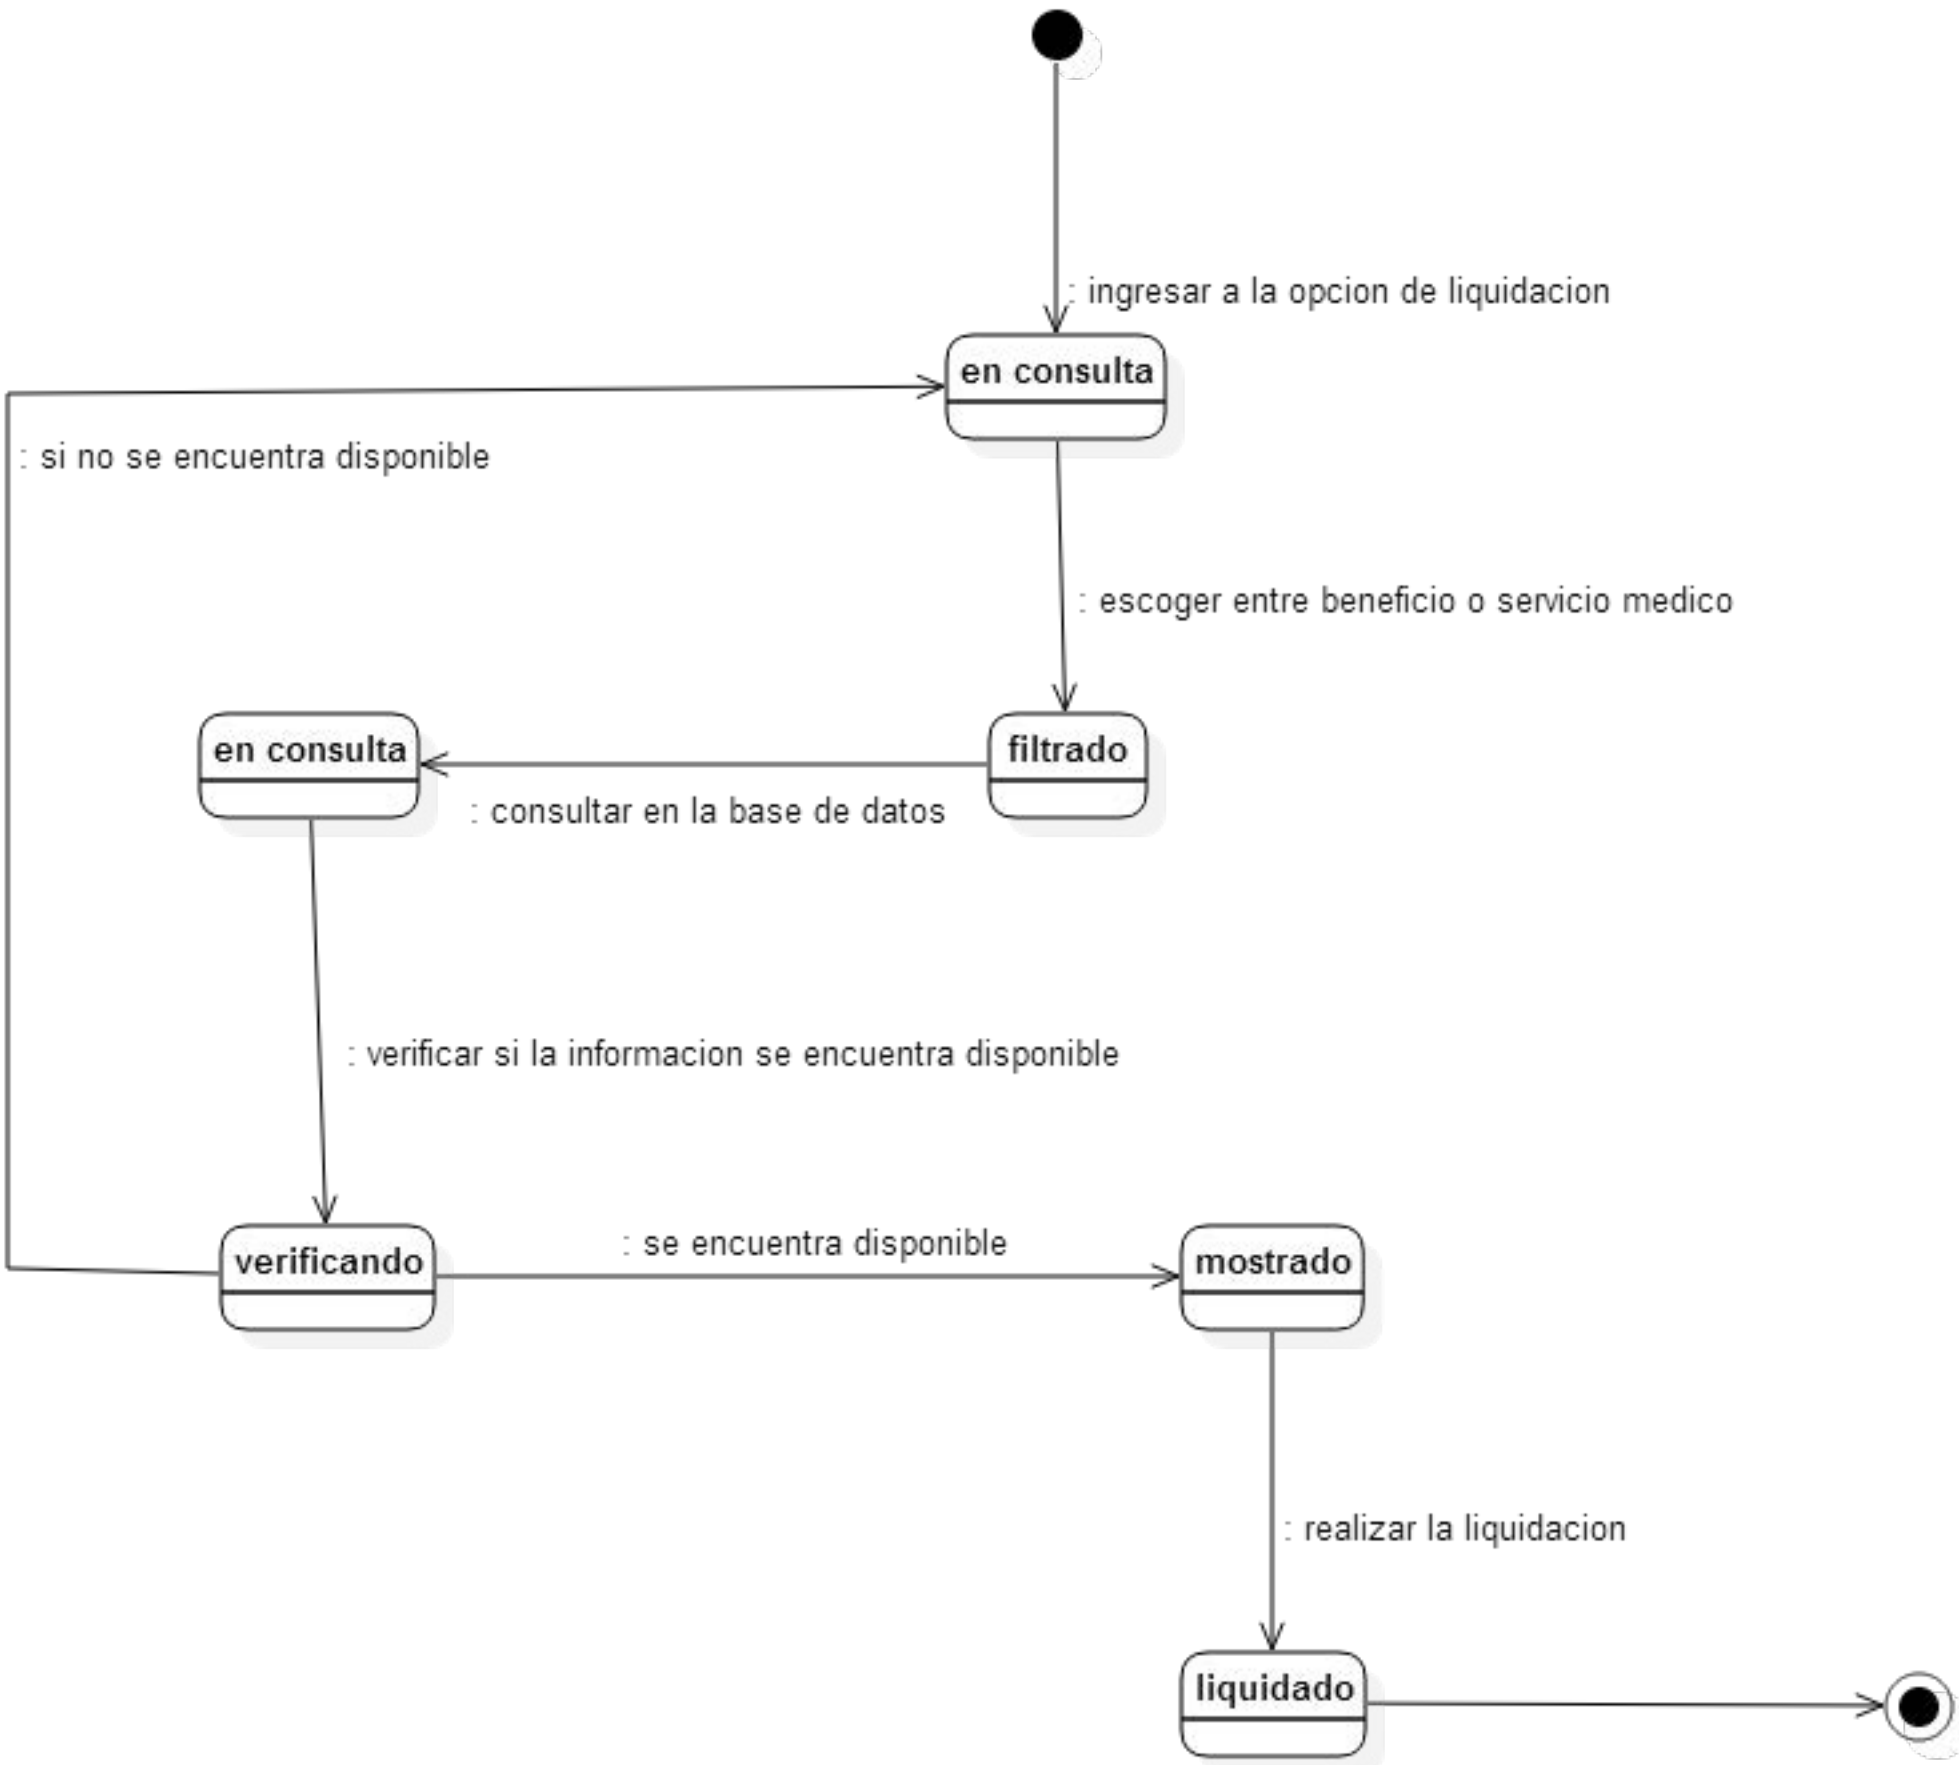 : ingresar a la opcion de liquidacion
en consulta
: si no se encuentra disponible
: escoger entre beneficio o servicio medico
en consulta
filtrado
: consultar en la base de datos
: verificar si la informacion se encuentra disponible
: se encuentra disponible
verificando
mostrado
: realizar la liquidacion
liquidado